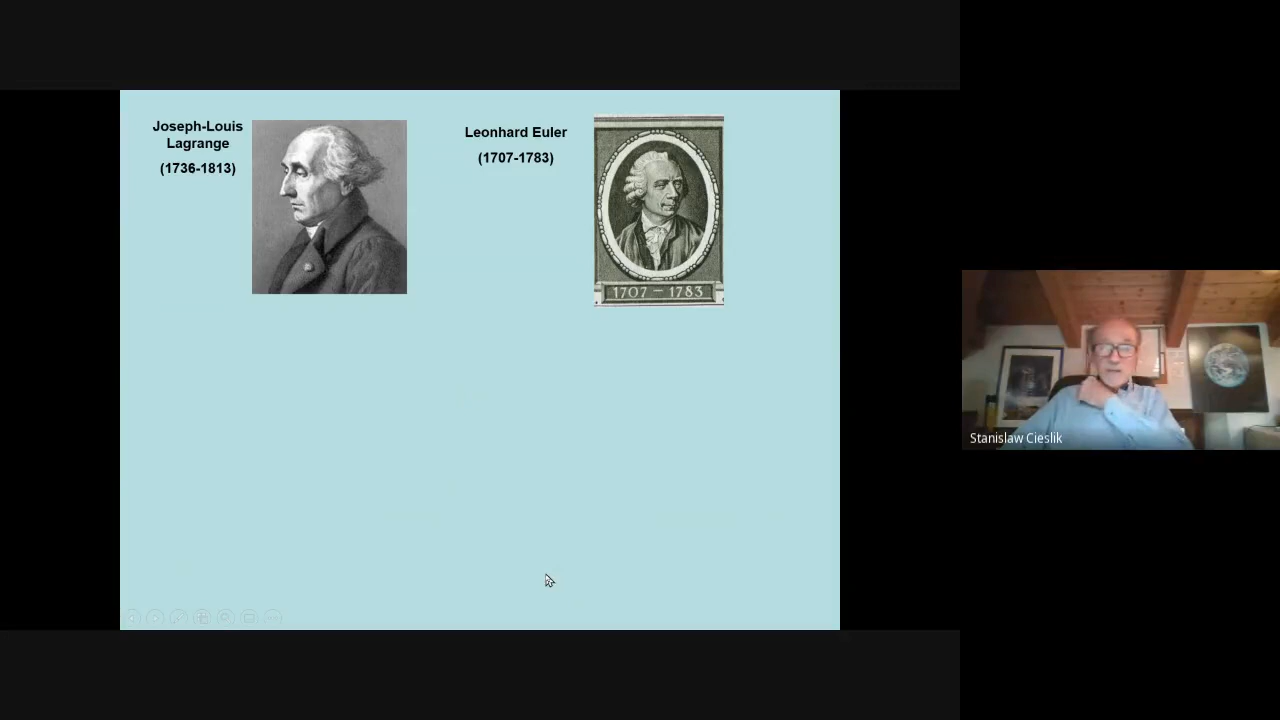 Joseph-Louis
Lagrange
(1736-1813)
Leonhard Euler
(1707-1783)
1707 – 1783
Stanislaw Cieslik